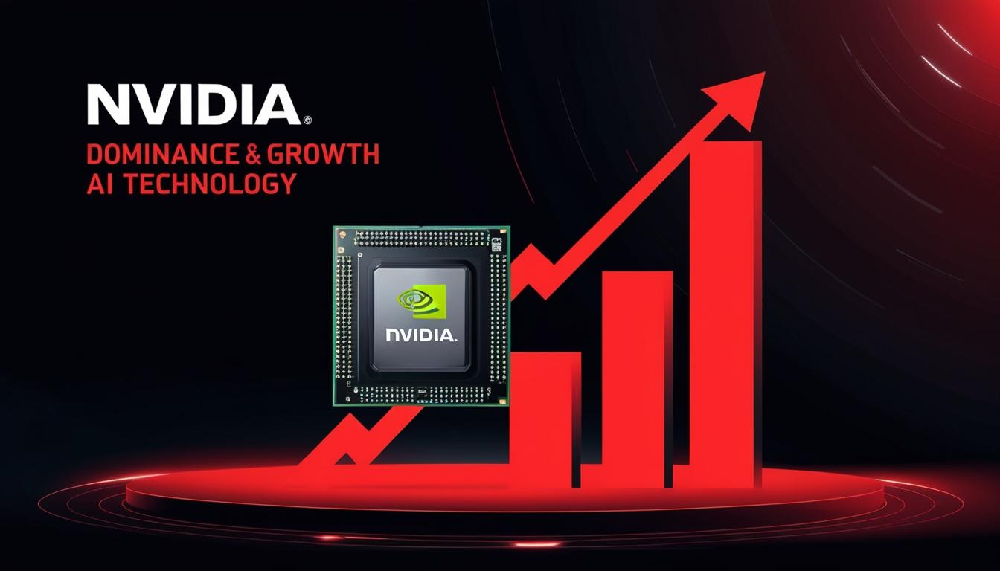 NVIDIA®
DOMINANCE & GROWTH
AI TECHNOLOGY
NVIDIA.